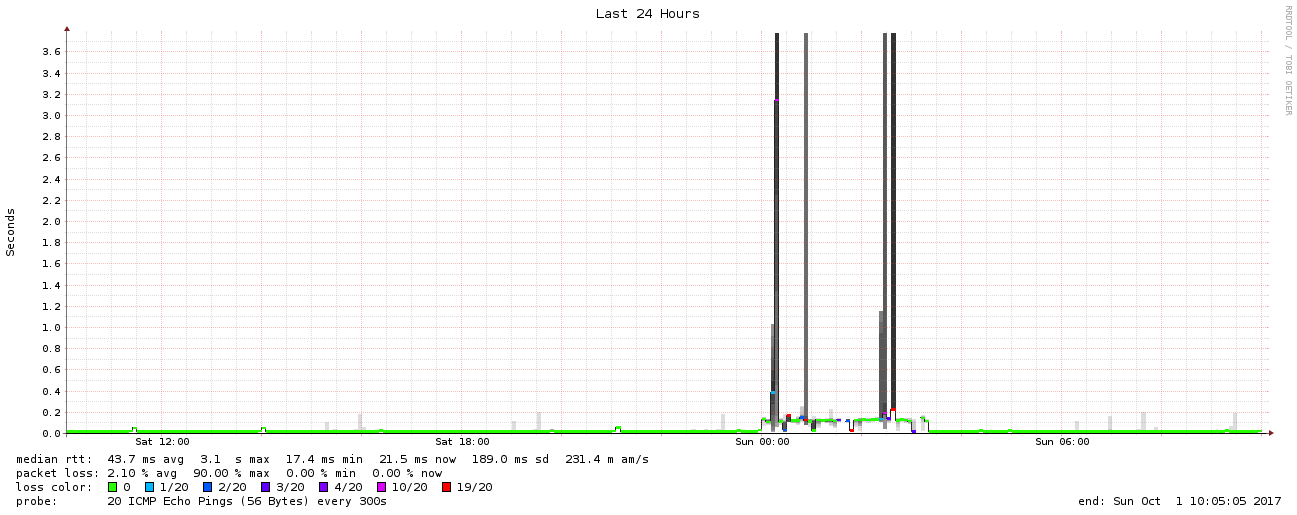 Last 24 Hours
RRDTOOL / TOBI OETIKER
Seconds
3.6
3.4
3.2
3.0
2.8
2.6
2.4
2.2
2.0
1.8
1.6
1.4
1.2
1.0
0.8
0.6
0.4
0.2
0.0
Sat 12:00 Sat 18:00 Sun 00:00 Sun 06:00
median rtt: 43.7 ms avg 3.1 s max 17.4 ms min 21.5 ms now 189.0 ms sd 231.4 m am/s
packet loss: 2.10 % avg 90.00 % max 0.00 % min 0.00 % now
loss color: 0 1/20 2/20 3/20 4/20 10/20 19/20
probe: 20 ICMP Echo Pings (56 Bytes) every 300s end: Sun Oct 1 10:05:05 2017